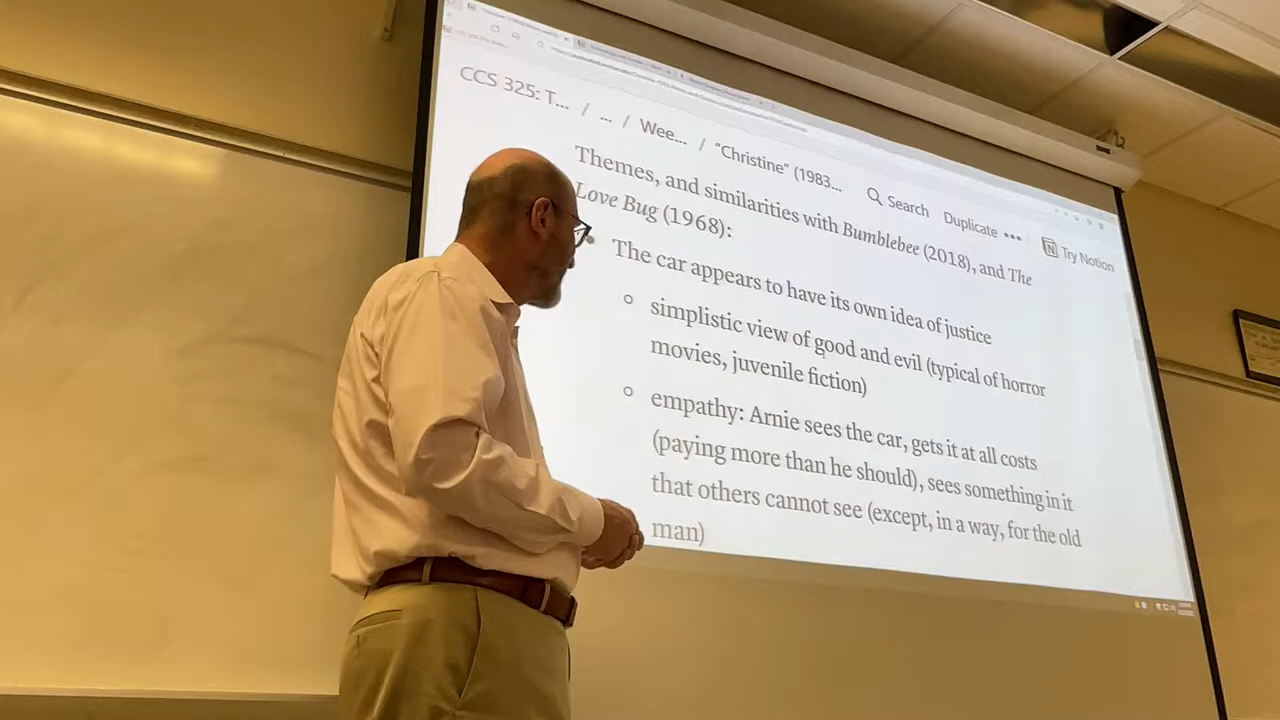 CCS 325: T... / ... / Wee... / "Christine" (1983... Search Duplicate ••• Try Notion
Themes, and similarities with Bumblebee (2018), and The
Love Bug (1968):
The car appears to have its own idea of justice
simplistic view of good and evil (typical of horror
movies, juvenile fiction)
empathy: Arnie sees the car, gets it at all costs
(paying more than he should), sees something in it
that others cannot see (except, in a way, for the old
man)